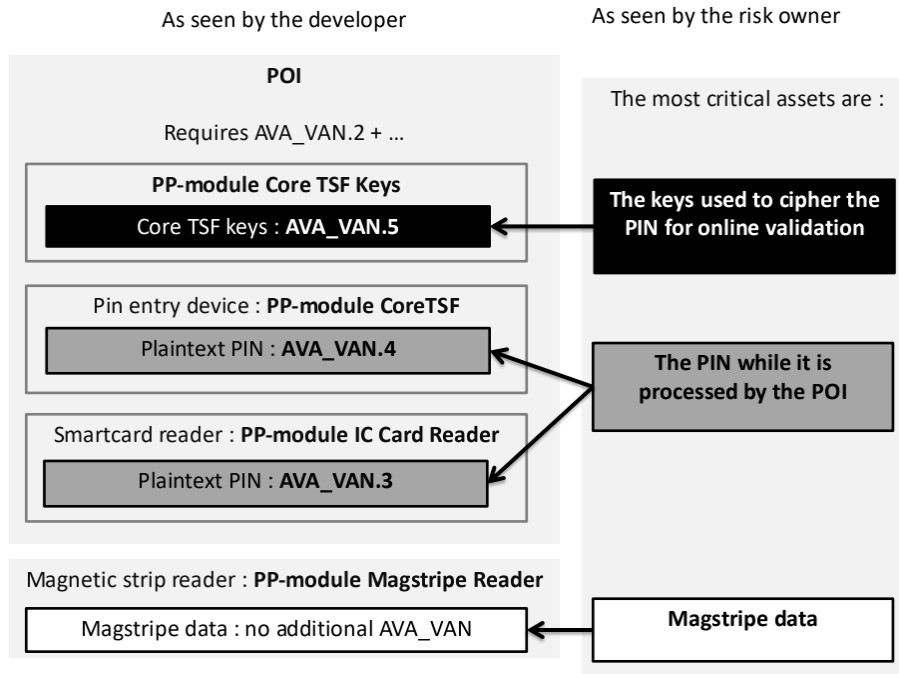 As seen by the developer
POI
Requires AVA_VAN.2 + ...
PP-module Core TSF Keys
Core TSF keys : AVA_VAN.5
Pin entry device : PP-module CoreTSF
Plaintext PIN : AVA_VAN.4
Smartcard reader : PP-module IC Card Reader
Plaintext PIN : AVA_VAN.3
Magnetic strip reader : PP-module Magstripe Reader
Magstripe data : no additional AVA_VAN
As seen by the risk owner
The most critical assets are :
The keys used to cipher the
PIN for online validation
The PIN while it is
processed by the POI
Magstripe data